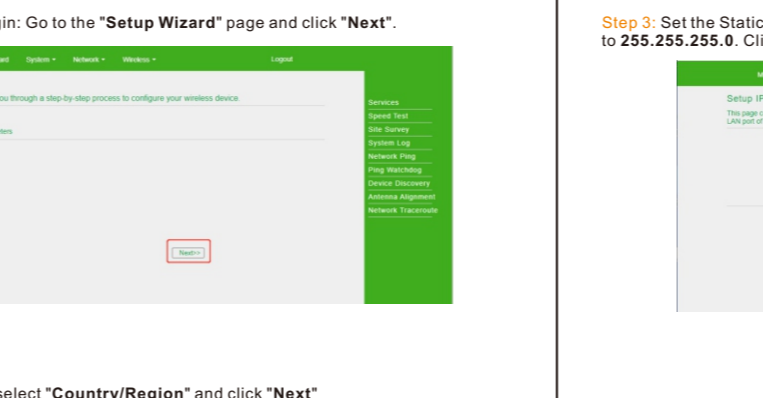 gin: Go to the "Setup Wizard" page and click "Next".
System Network Wireless Logout
ou through a step-by-step process to configure your wireless device.
Services
Speed Test
Site Survey
System Log
Network Ping
Ping Watchdog
Device Discovery
Antenna Alignment
Network Traceroute
Next>>
select "Country/Region" and click "Next"
Step 3: Set the Static
to 255.255.255.0. Cli
Setup IP
This page c
LAN port of